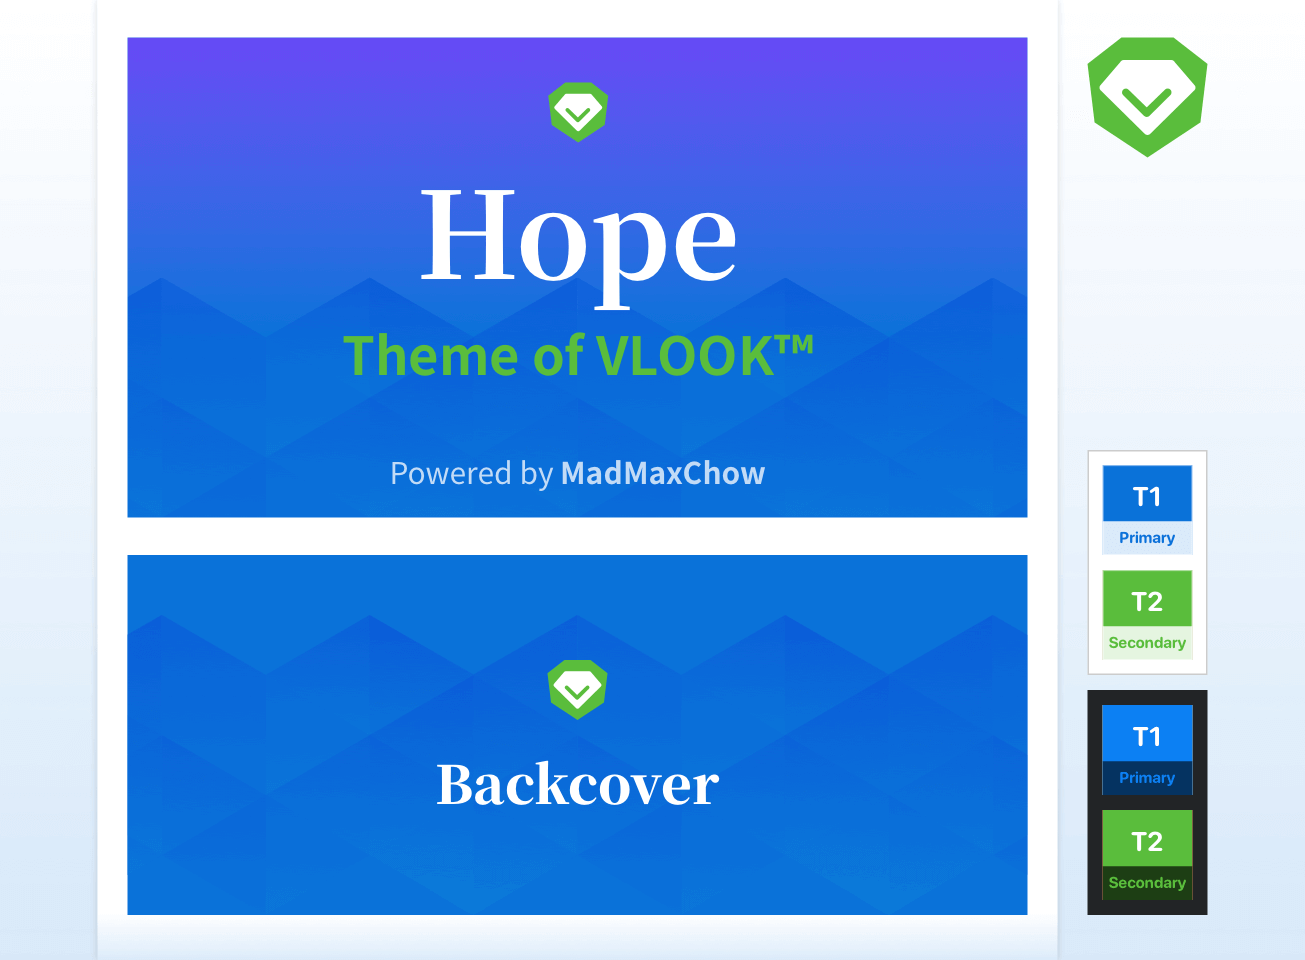 Hope
Theme of VLOOK™
Powered by MadMaxChow
Backcover
T1
Primary
T2
Secondary
T1
Primary
T2
Secondary